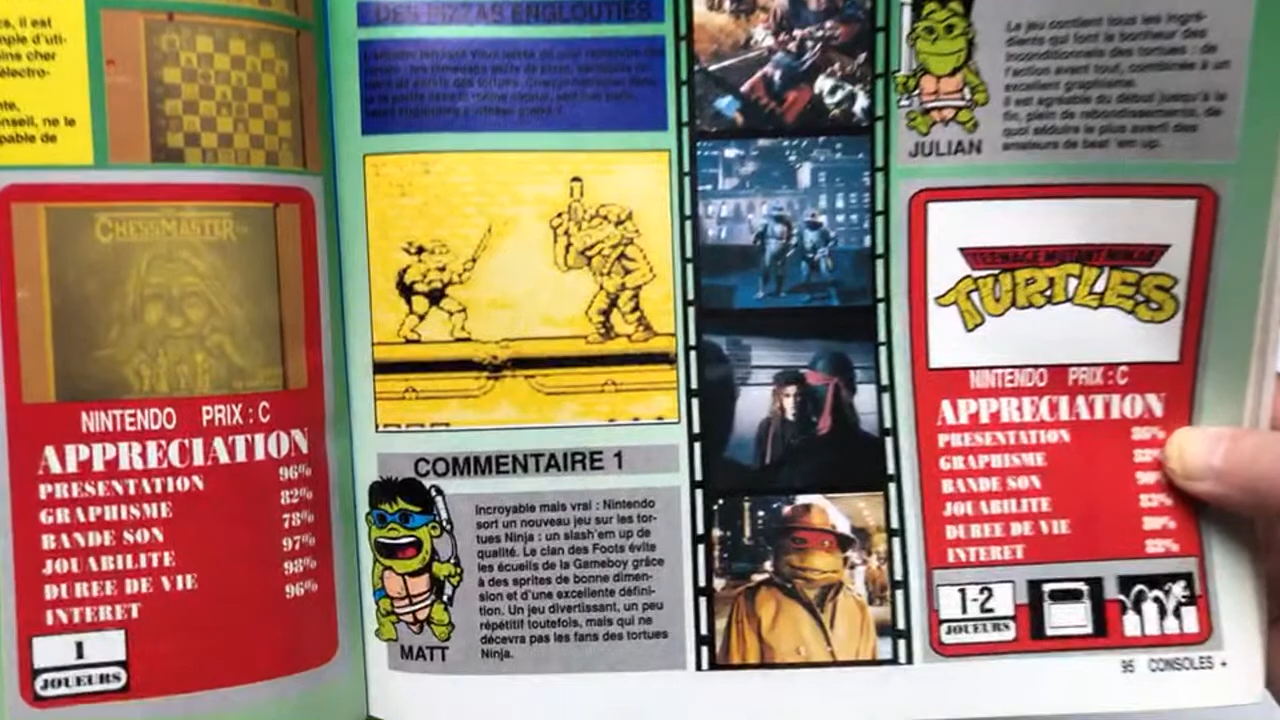 s, il est
mple d'uti-
ins cher
électro-
nte,
onseil, ne le
pable de
CHESSMASTER
NINTENDO PRIX : C
APPRECIATION
PRESENTATION 96%
GRAPHISME 82%
BANDE SON 78%
JOUABILITE 97%
DUREE DE VIE 98%
INTERET 96%
1
JOUEURS
DES PIZZAS ENGLOUTIES
COMMENTAIRE 1
Incroyable mais vrai : Nintendo
sort un nouveau jeu sur les tor-
tues Ninja : un slash'em up de
qualité. Le clan des Foots évite
les écueils de la Gameboy grâce
à des sprites de bonne dimen-
sion et d'une excellente défini-
tion. Un jeu divertissant, un peu
répétitif toutefois, mais qui ne
décevra pas les fans des tortues
Ninja.
MATT
Le jeu contient tous les ingré-
dients qui font le bonheur des
inconditionnels des tortues : de
l'action avant tout, combinée à un
excellent graphisme.
Il est agréable du début jusqu'à la
fin, plein de rebondissements, de
quoi séduire le plus averti des
amateurs de beat 'em up.
JULIAN
TEENAGE MUTANT NINJA
TURTLES
NINTENDO PRIX : C
APPRECIATION
PRESENTATION
GRAPHISME
BANDE SON
JOUABILITE 83%
DUREE DE VIE
INTERET
1-2
JOUEURS
95 CONSOLES +